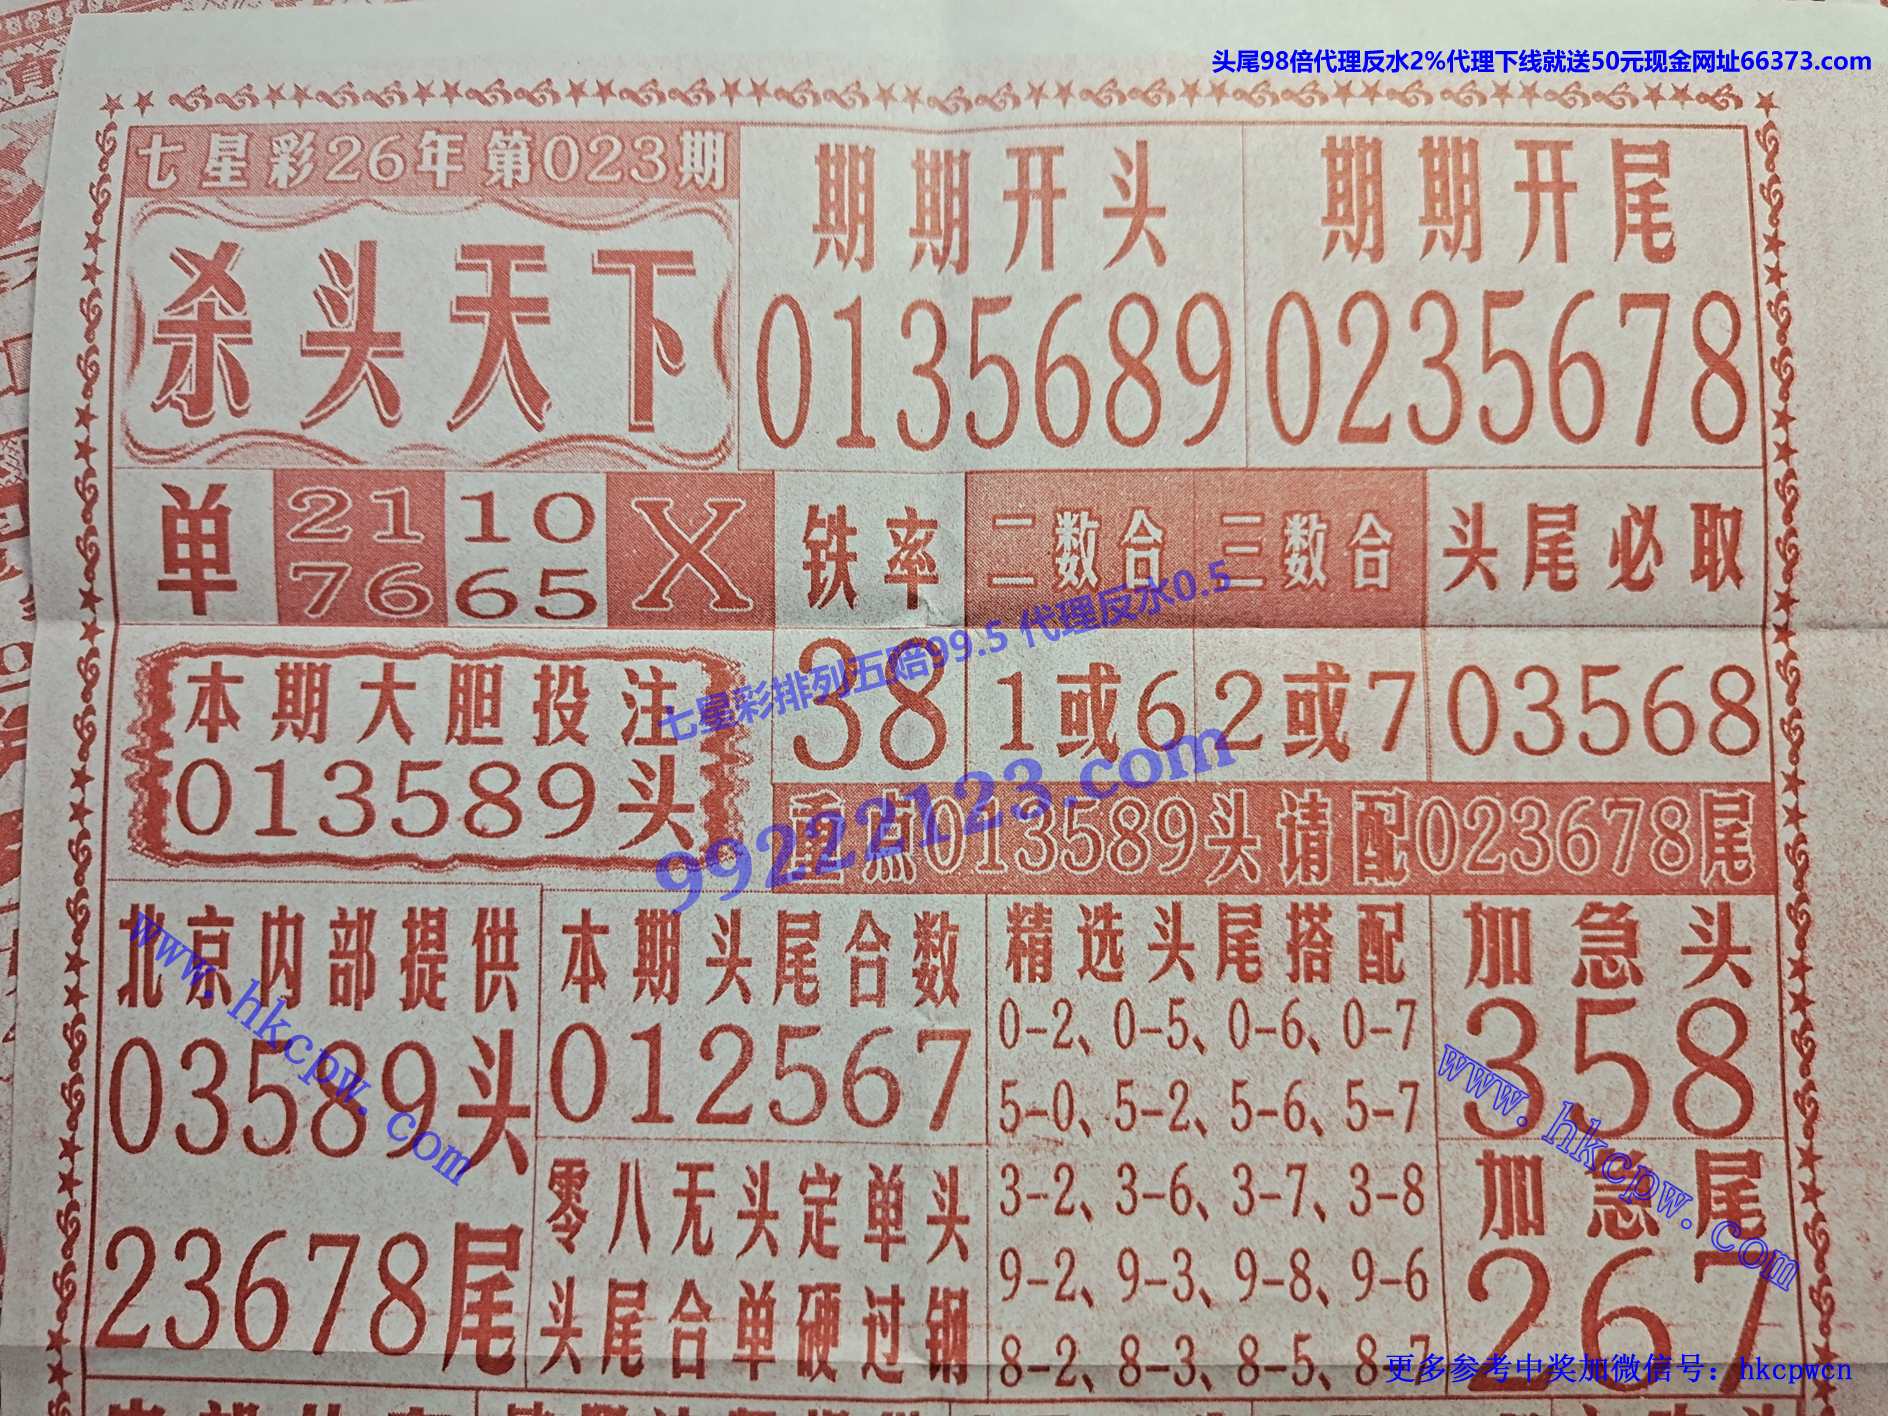 头尾98倍代理反水2%代理下线就送50元现金网址66373.com
七星彩26年第023期
杀头天下
期期开头
0135689
期期开尾
0235678
单
21 10
76 65
X
铁率
38
二数合
1或6
三数合
2或7
头尾必取
03568
七星彩排列五赔99.5 代理反水0.5
99222123.com
本期大胆投注
013589头
重点013589头请配023678尾
北京内部提供
03589头
23678尾
www.hkcpw.com
本期头尾合数
012567
零八无头定单头
头尾合单硬过钢
精选头尾搭配
0-2、0-5、0-6、0-7
5-0、5-2、5-6、5-7
3-2、3-6、3-7、3-8
9-2、9-3、9-8、9-6
8-2、8-3、8-5、8-7
加急头
358
www.hkcpw.com
加急尾
267
更多参考中奖加微信号：hkcpwcn